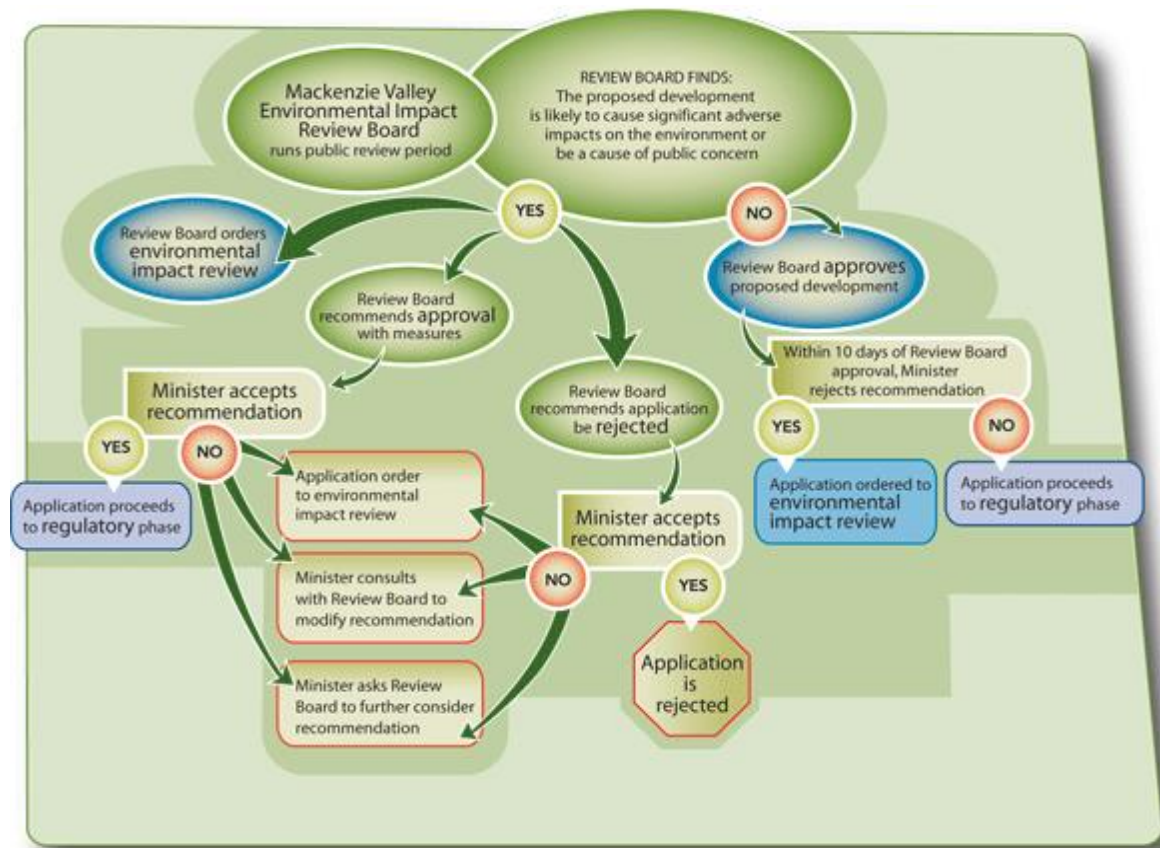 Mackenzie Valley
Environmental Impact
Review Board
runs public review period
REVIEW BOARD FINDS:
The proposed development
is likely to cause significant adverse
impacts on the environment or
be a cause of public concern
YES
NO
Review Board orders
environmental
impact review
Review Board
recommends approval
with measures
Review Board approves
proposed development
Within 10 days of Review Board
approval, Minister
rejects recommendation
Minister accepts
recommendation
Review Board
recommends application
be rejected
YES
NO
YES
NO
Application proceeds
to regulatory phase
Application order
to environmental
impact review
Minister accepts
recommendation
Application ordered to
environmental
impact review
Application proceeds
to regulatory phase
Minister consults
with Review Board to
modify recommendation
NO
YES
Minister asks Review
Board to further consider
recommendation
Application
is
rejected